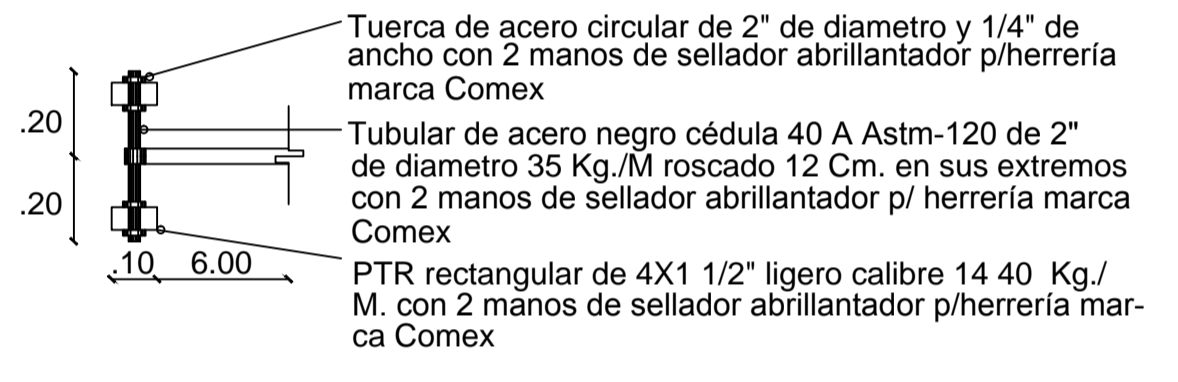 Tuerca de acero circular de 2" de diametro y 1/4" de
ancho con 2 manos de sellador abrillantador p/herrería
marca Comex
.20
Tubular de acero negro cédula 40 A Astm-120 de 2"
de diametro 35 Kg./M roscado 12 Cm. en sus extremos
con 2 manos de sellador abrillantador p/ herrería marca
Comex
.20
.10 6.00
PTR rectangular de 4X1 1/2" ligero calibre 14 40 Kg./
M. con 2 manos de sellador abrillantador p/herrería mar-
ca Comex